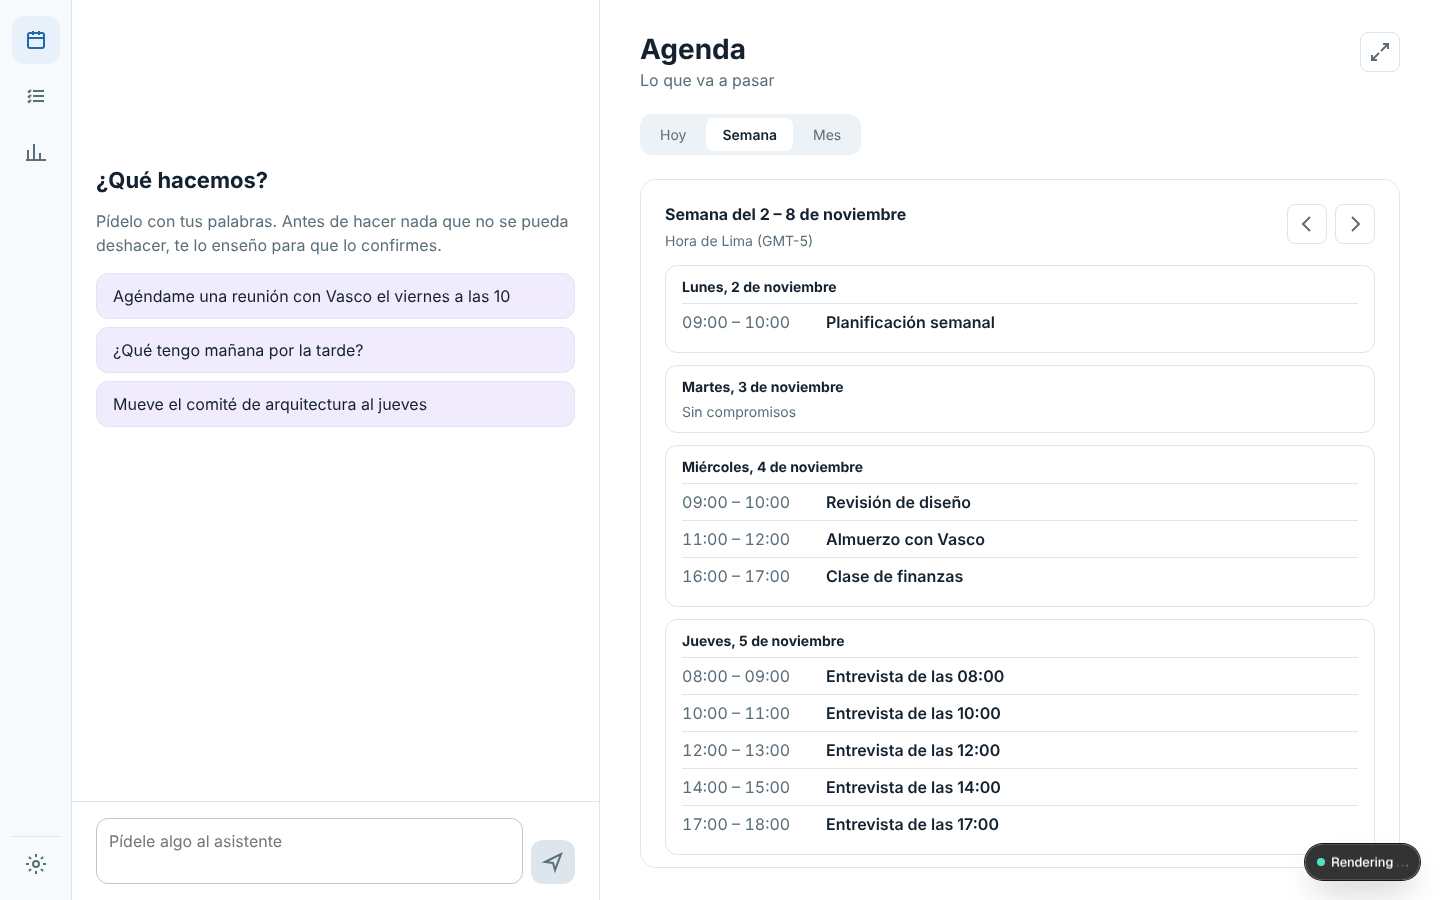 ¿Qué hacemos?
Pídelo con tus palabras. Antes de hacer nada que no se pueda
deshacer, te lo enseño para que lo confirmes.
Agéndame una reunión con Vasco el viernes a las 10
¿Qué tengo mañana por la tarde?
Mueve el comité de arquitectura al jueves
Pídele algo al asistente
Agenda
Lo que va a pasar
Hoy
Semana
Mes
Semana del 2 – 8 de noviembre
Hora de Lima (GMT-5)
Lunes, 2 de noviembre
09:00 – 10:00 Planificación semanal
Martes, 3 de noviembre
Sin compromisos
Miércoles, 4 de noviembre
09:00 – 10:00 Revisión de diseño
11:00 – 12:00 Almuerzo con Vasco
16:00 – 17:00 Clase de finanzas
Jueves, 5 de noviembre
08:00 – 09:00 Entrevista de las 08:00
10:00 – 11:00 Entrevista de las 10:00
12:00 – 13:00 Entrevista de las 12:00
14:00 – 15:00 Entrevista de las 14:00
17:00 – 18:00 Entrevista de las 17:00
Rendering...